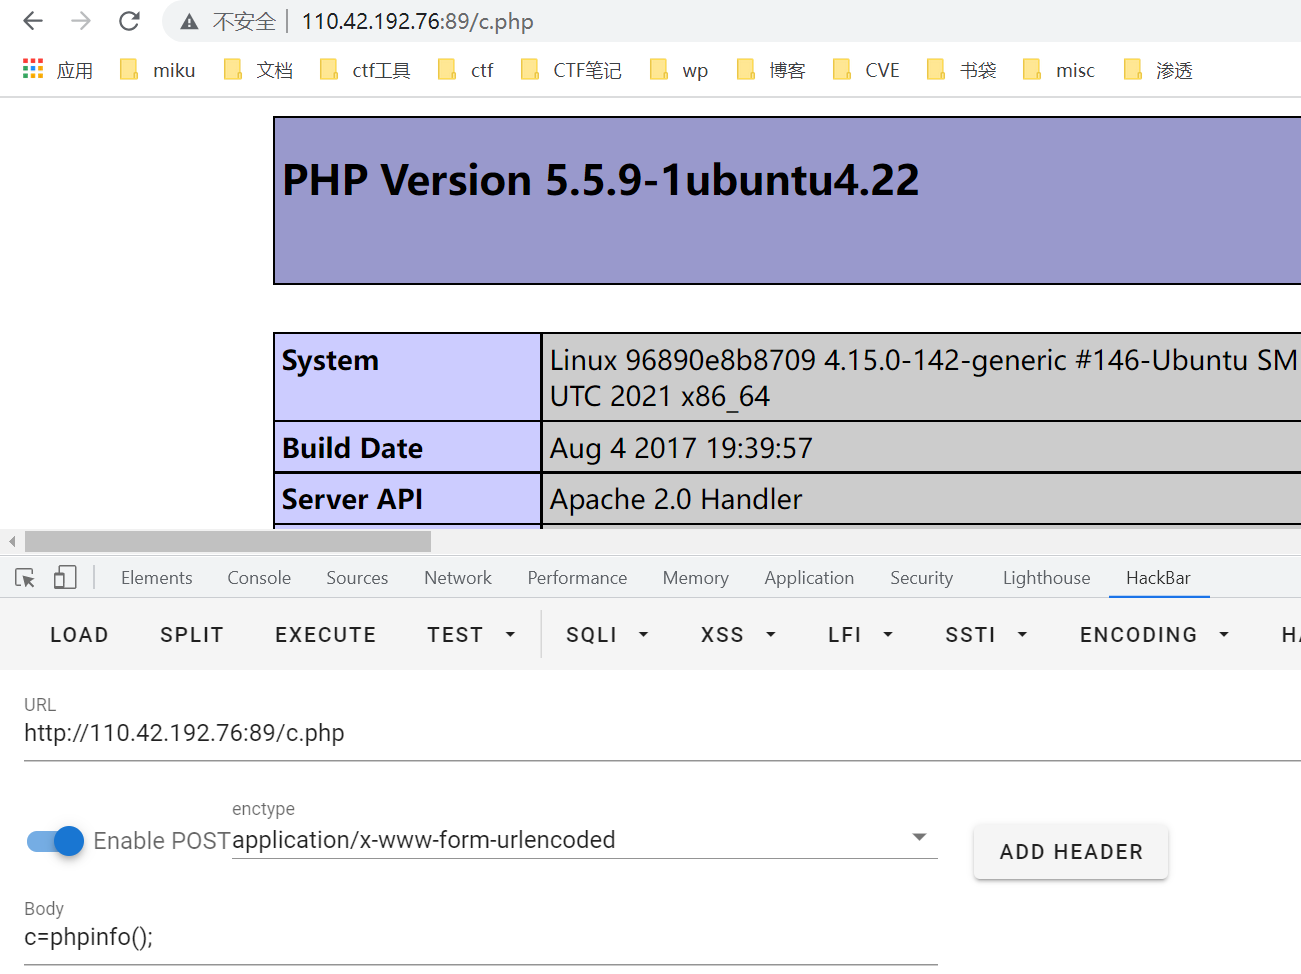 不安全 110.42.192.76:89/c.php
应用 miku 文档 ctf工具 ctf CTF笔记 wp 博客 CVE 书袋 misc 渗透
PHP Version 5.5.9-1ubuntu4.22
System Linux 96890e8b8709 4.15.0-142-generic #146-Ubuntu SM
UTC 2021 x86_64
Build Date Aug 4 2017 19:39:57
Server API Apache 2.0 Handler
Elements Console Sources Network Performance Memory Application Security Lighthouse HackBar
LOAD SPLIT EXECUTE TEST SQLI XSS LFI SSTI ENCODING HA
URL
http://110.42.192.76:89/c.php
enctype
Enable POST application/x-www-form-urlencoded
ADD HEADER
Body
c=phpinfo();